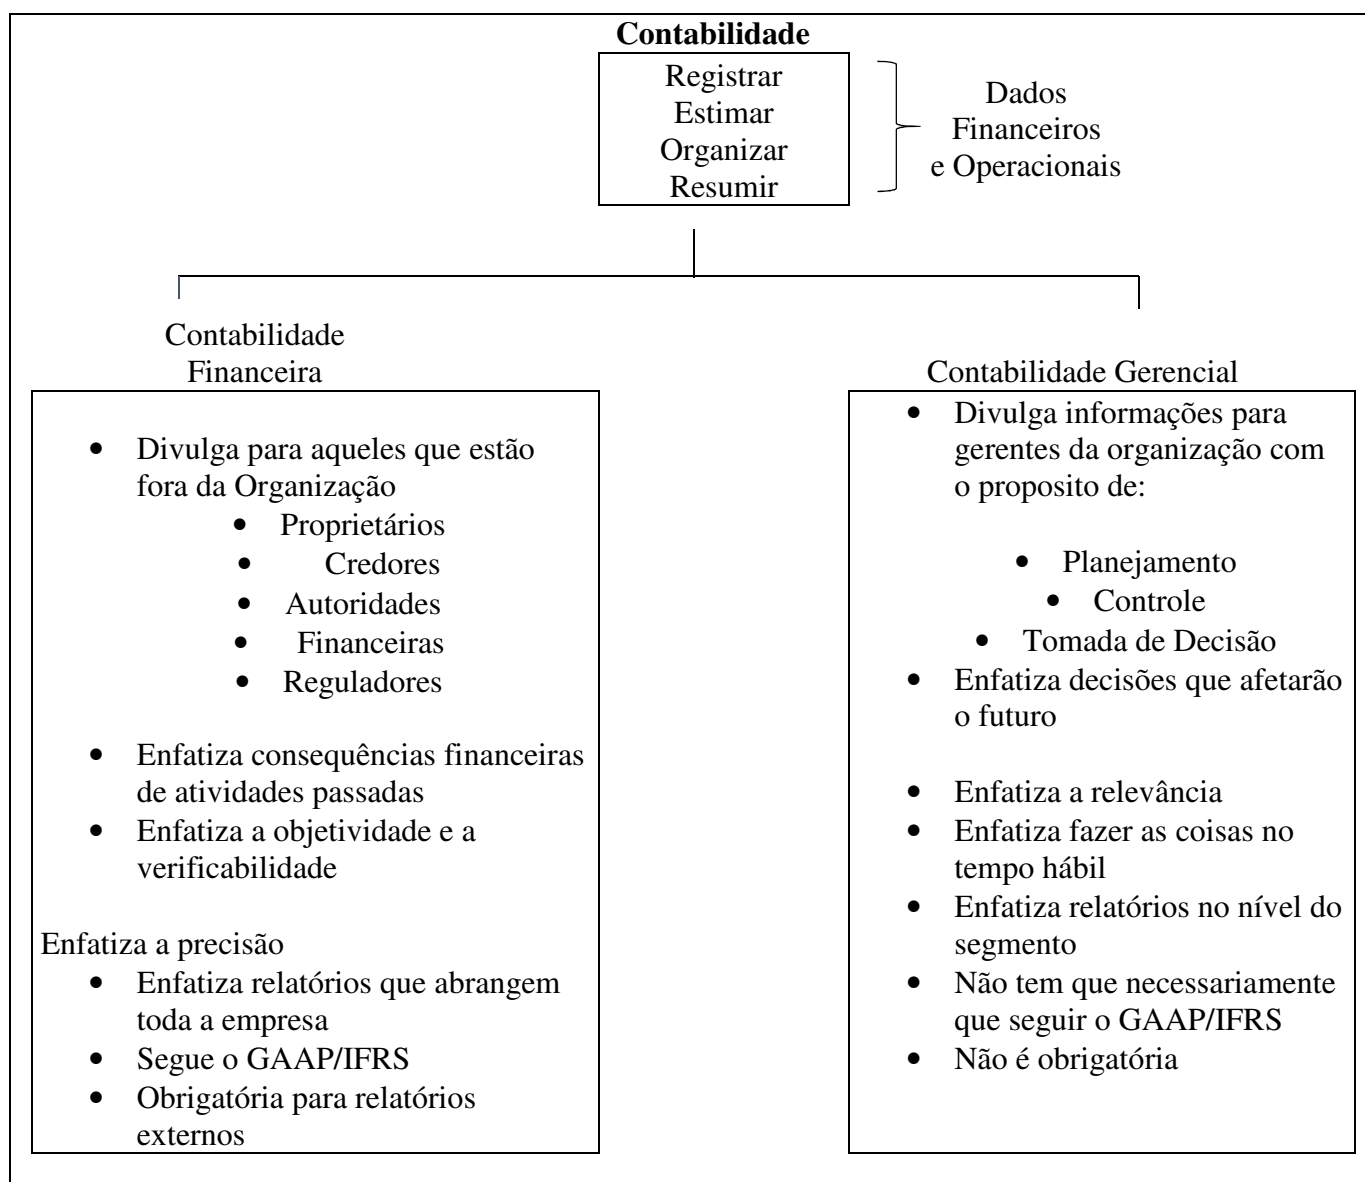 Contabilidade
Registrar
Estimar
Organizar
Resumir
Dados
Financeiros
e Operacionais
Contabilidade
Financeira
• Divulga para aqueles que estão
fora da Organização
• Proprietários
• Credores
• Autoridades
• Financeiras
• Reguladores
• Enfatiza consequências financeiras
de atividades passadas
• Enfatiza a objetividade e a
verificabilidade
Enfatiza a precisão
• Enfatiza relatórios que abrangem
toda a empresa
• Segue o GAAP/IFRS
• Obrigatória para relatórios
externos
Contabilidade Gerencial
• Divulga informações para
gerentes da organização com
o proposito de:
• Planejamento
• Controle
• Tomada de Decisão
• Enfatiza decisões que afetarão
o futuro
• Enfatiza a relevância
• Enfatiza fazer as coisas no
tempo hábil
• Enfatiza relatórios no nível do
segmento
• Não tem que necessariamente
que seguir o GAAP/IFRS
• Não é obrigatória